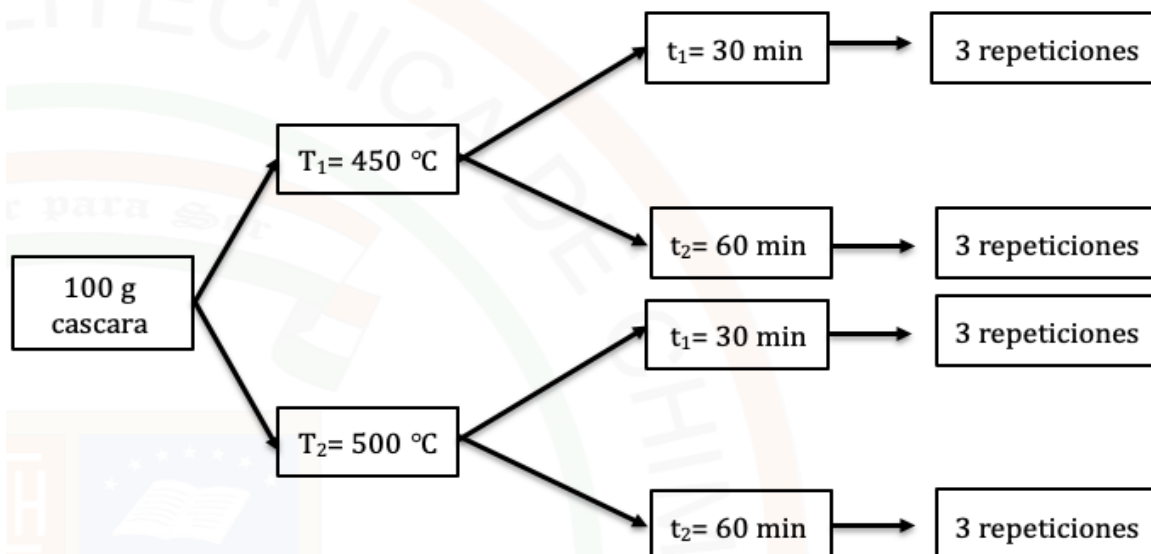 t₁= 30 min
3 repeticiones
T₁= 450 °C
t₂= 60 min
3 repeticiones
100 g
cascara
t₁= 30 min
3 repeticiones
T₂= 500 °C
t₂= 60 min
3 repeticiones
para